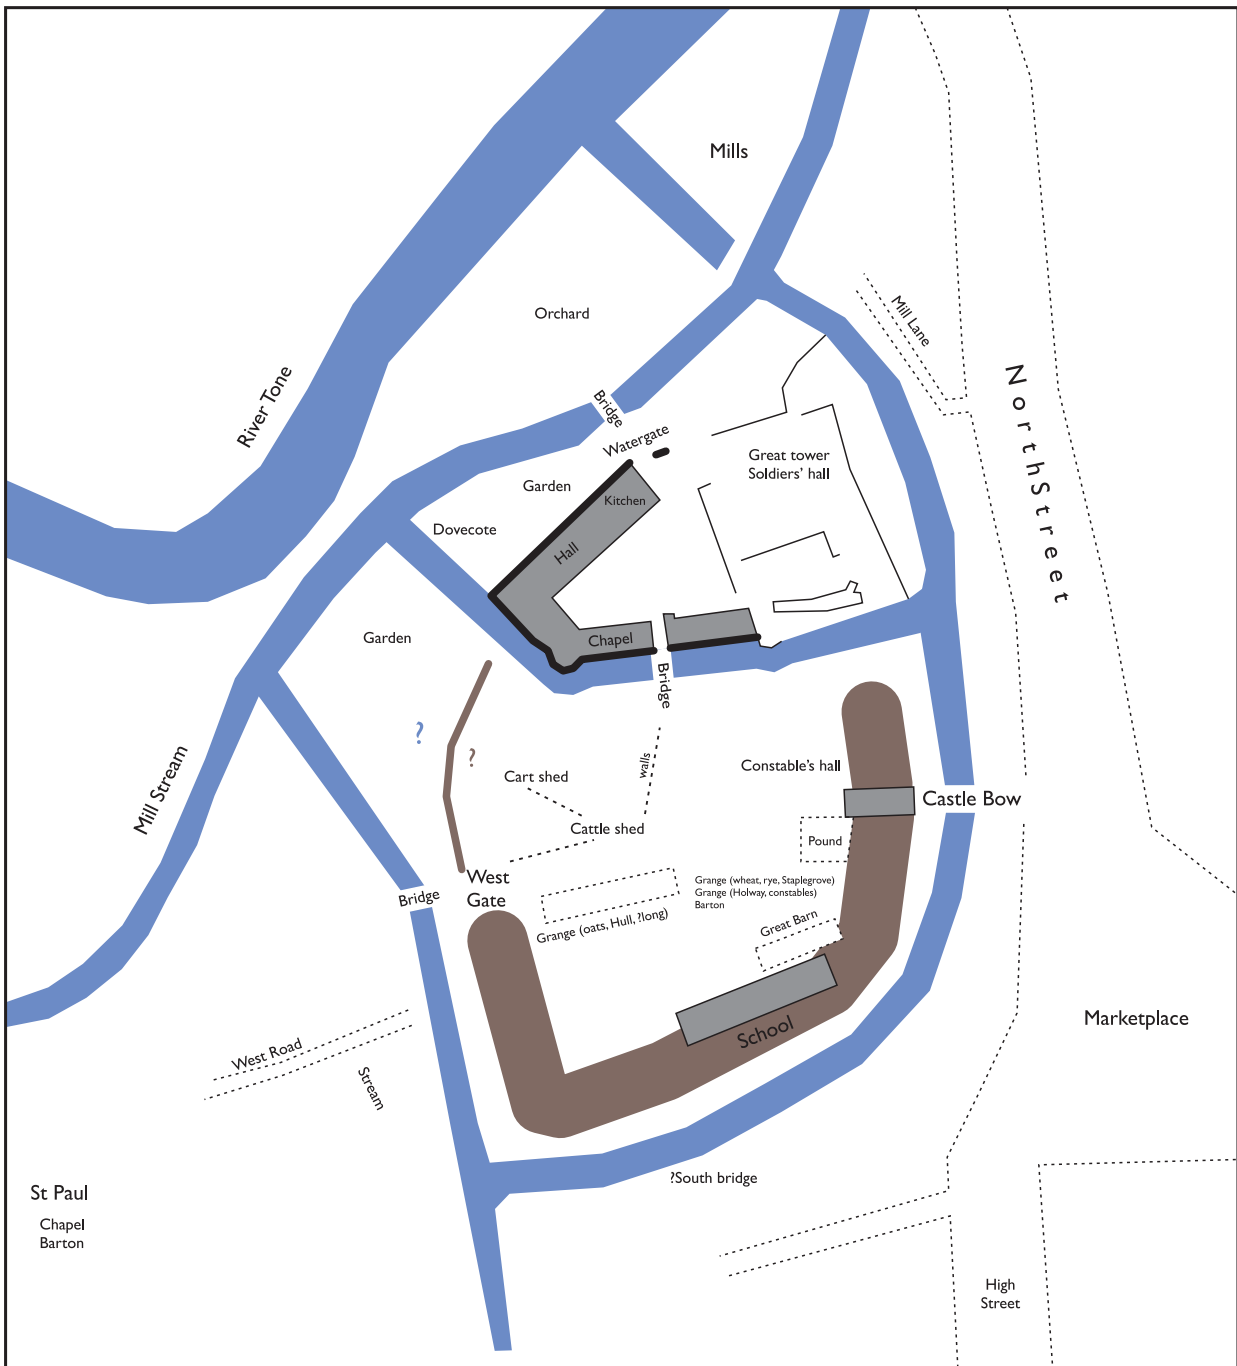 Mills
Orchard
Mill Lane
River Tone
North Street
Bridge
Watergate
Great tower
Soldiers' hall
Garden
Kitchen
Dovecote
Hall
Garden
Chapel
Bridge
?
?
walls
Mill Stream
Cart shed
Constable's hall
Castle Bow
Cattle shed
Pound
West
Gate
Bridge
Grange (wheat, rye, Staplegrove)
Grange (Holway, constables)
Barton
Grange (oats, Hull, ?long)
Great Barn
School
Marketplace
West Road
Stream
?South bridge
St Paul
Chapel
Barton
High
Street